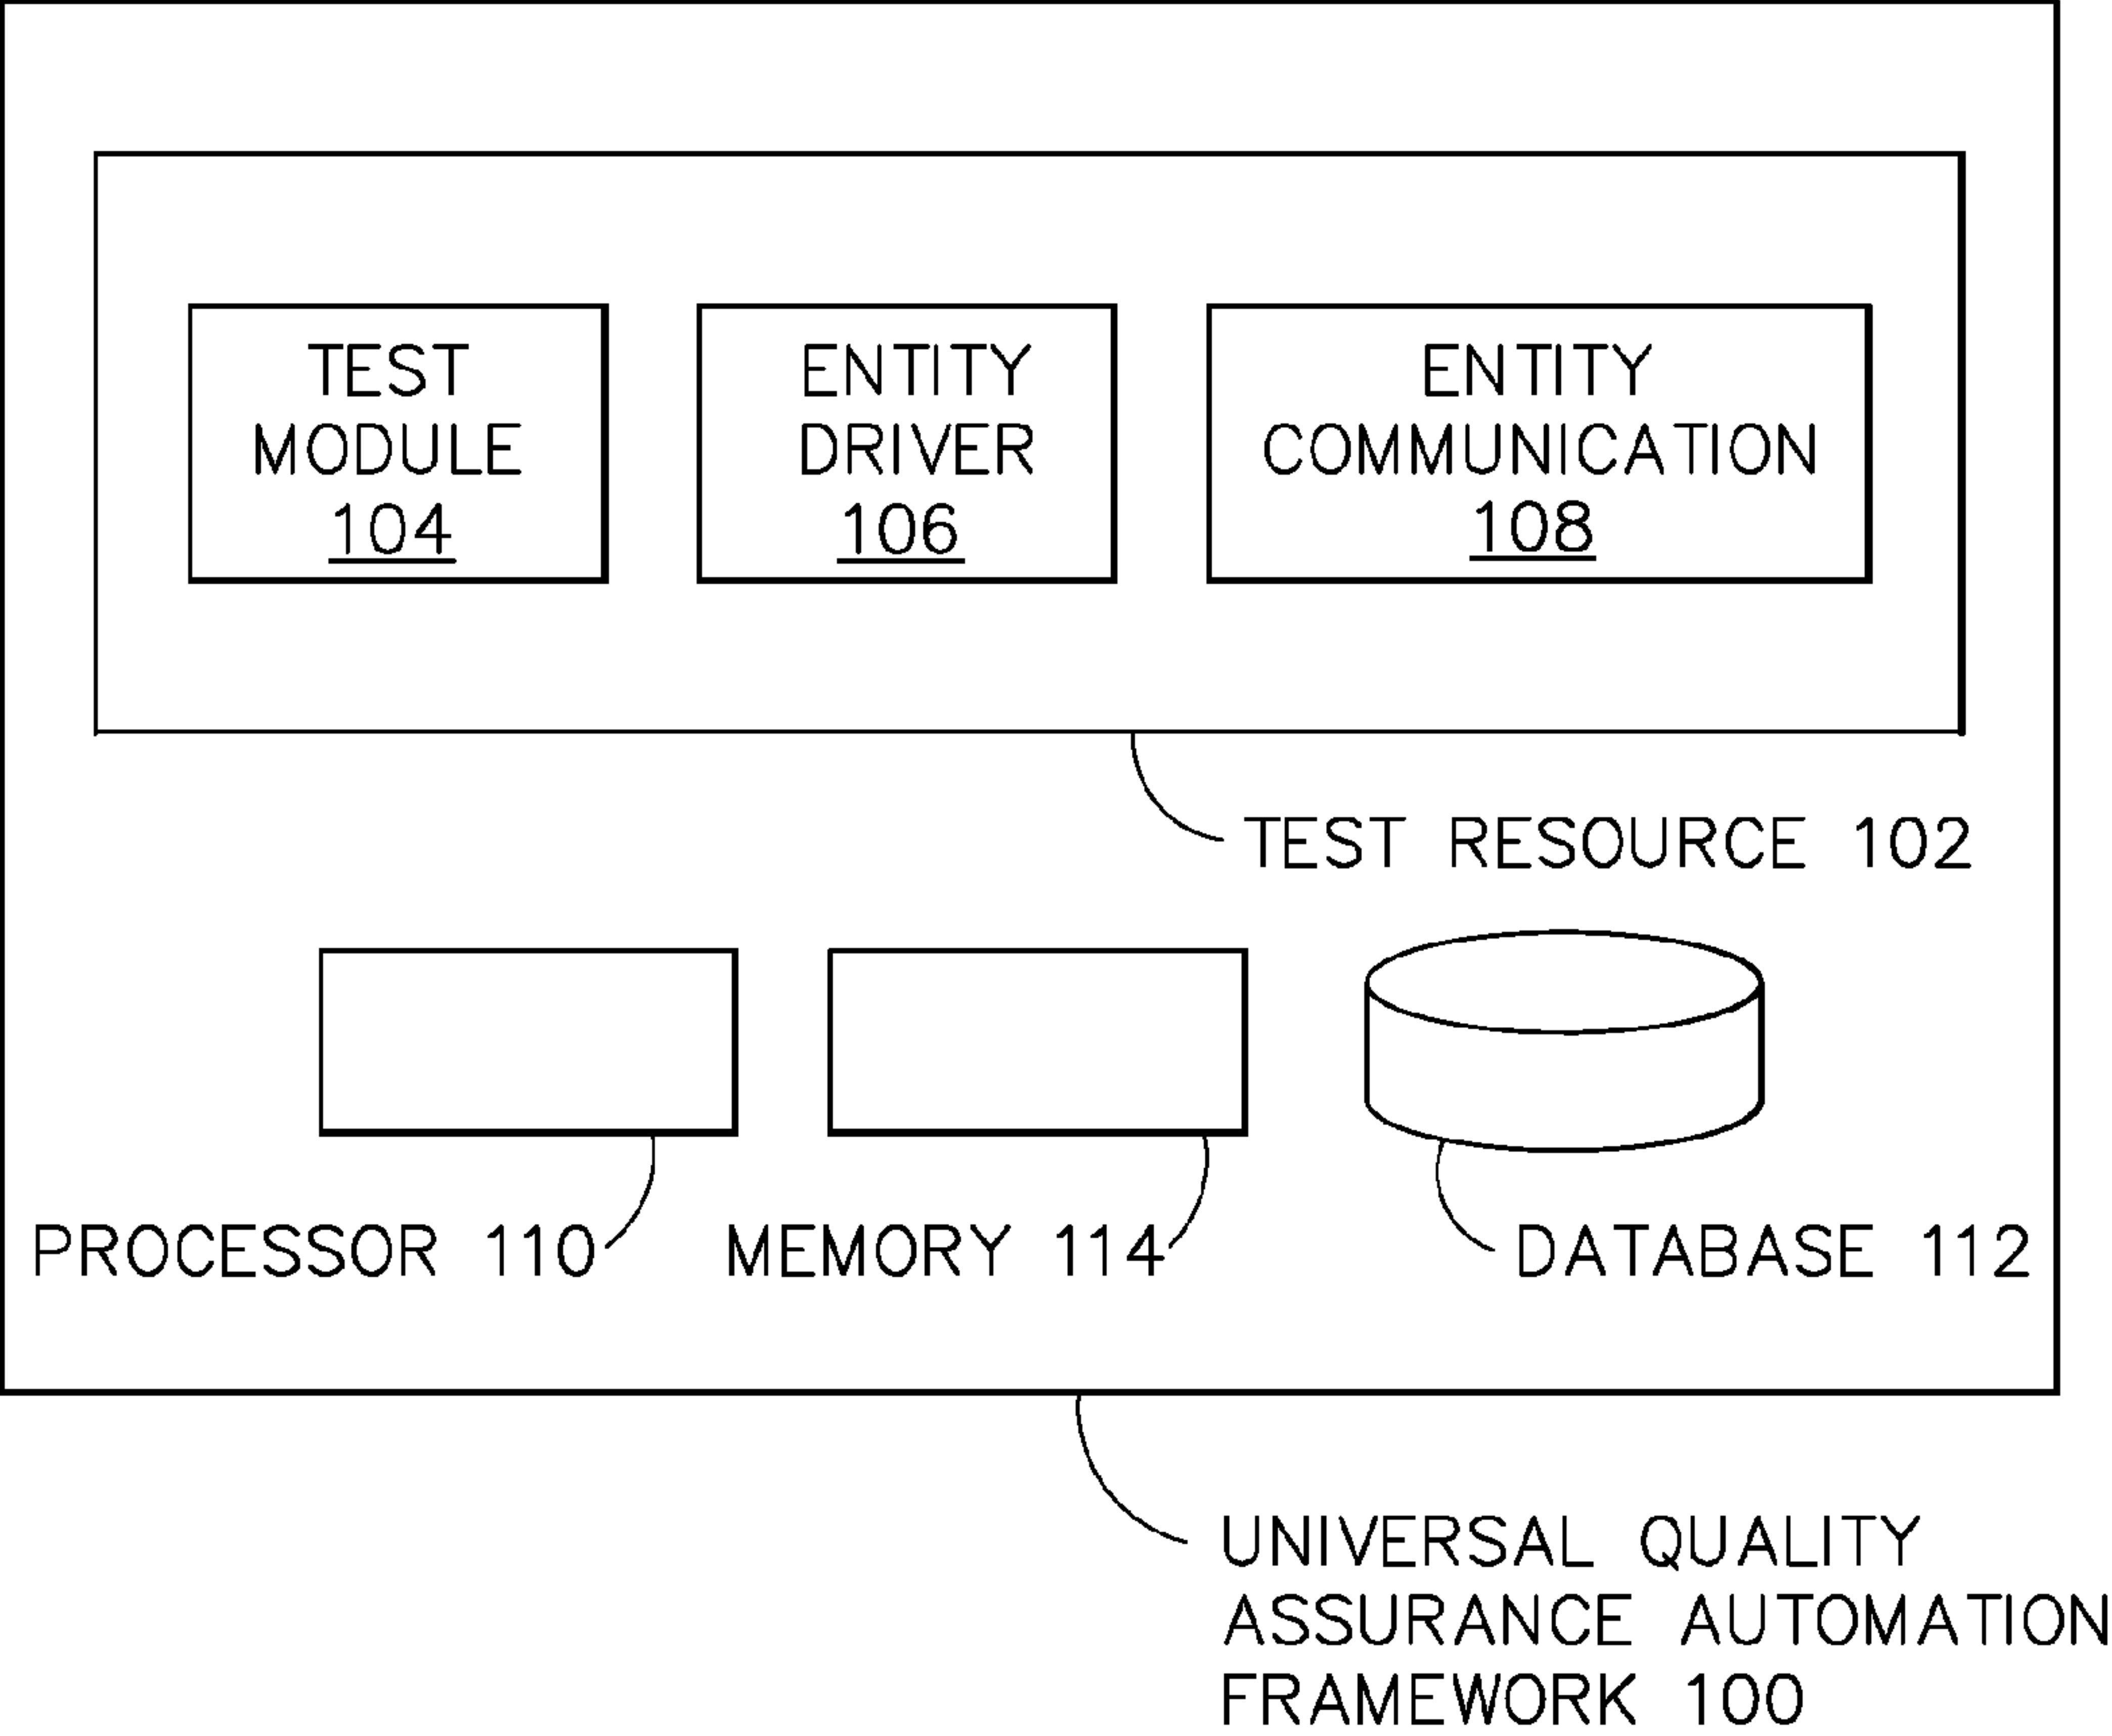 TEST
MODULE
104
ENTITY
DRIVER
106
ENTITY
COMMUNICATION
108
TEST RESOURCE 102
PROCESSOR 110
MEMORY 114
DATABASE 112
UNIVERSAL QUALITY
ASSURANCE AUTOMATION
FRAMEWORK 100